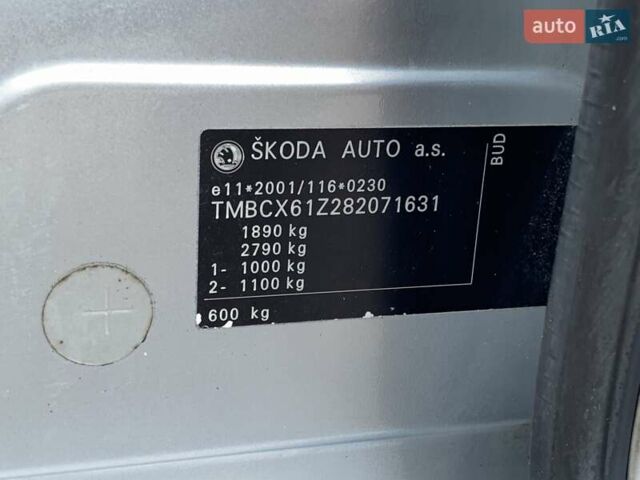 auto RIA
.com
ŠKODA AUTO a.s.
BUD
e11*2001/116*0230
TMBCX61Z282071631
1890 kg
2790 kg
1- 1000 kg
2- 1100 kg
600 kg